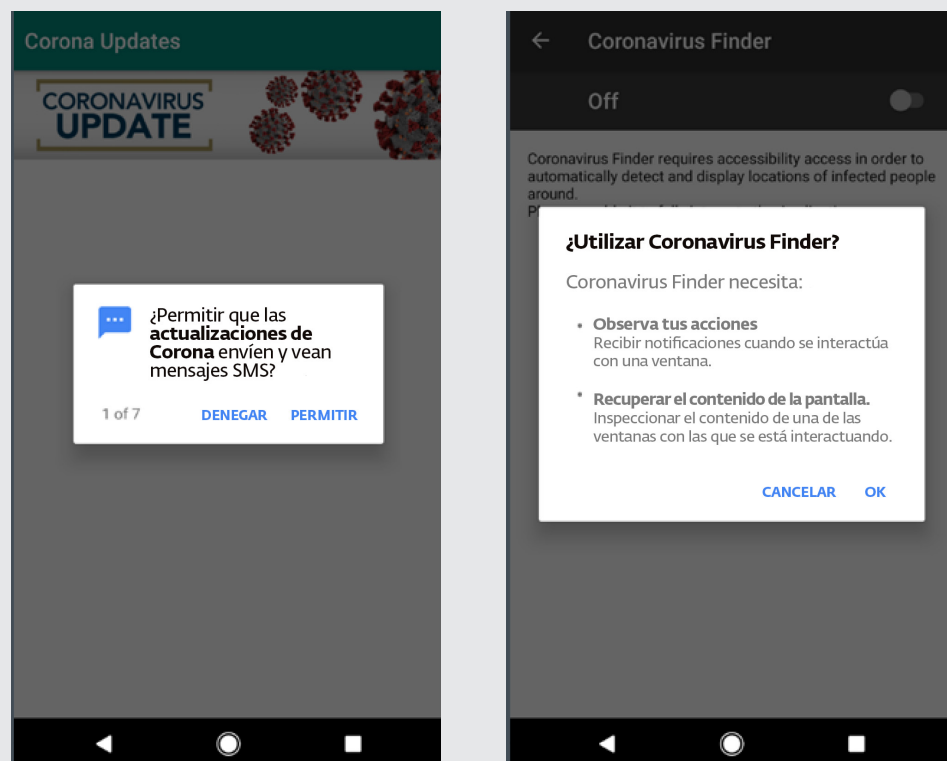 Corona Updates
CORONAVIRUS
UPDATE
¿Permitir que las
actualizaciones de
Corona envíen y vean
mensajes SMS?
1 of 7
DENEGAR
PERMITIR
Coronavirus Finder
Off
Coronavirus Finder requires accessibility access in order to
automatically detect and display locations of infected people
around.
¿Utilizar Coronavirus Finder?
Coronavirus Finder necesita:
• Observa tus acciones
Recibir notificaciones cuando se interactúa
con una ventana.
• Recuperar el contenido de la pantalla.
Inspeccionar el contenido de una de las
ventanas con las que se está interactuando.
CANCELAR
OK